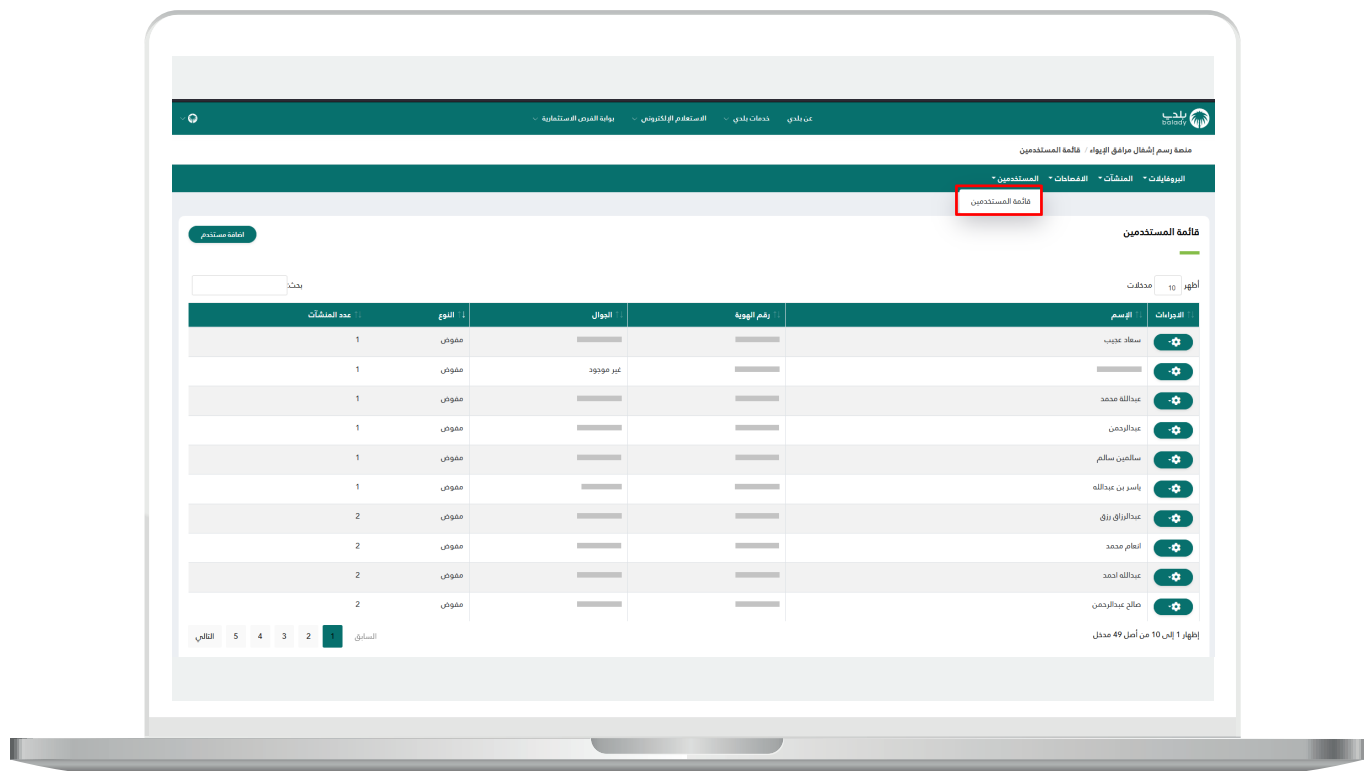 بلدي
balady
عن بلدي خدمات بلدي الاستعلام الإلكتروني بوابة الفرص الاستثمارية
منصة رسم إشغال مرافق الإيواء / قائمة المستخدمين
البروفايلات المنشآت الافصاحات المستخدمين
قائمة المستخدمين
قائمة المستخدمين
اضافة مستخدم
أظهر 10 مدخلات
بحث:
الاجراءات الإسم رقم الهوية الجوال النوع عدد المنشآت
سعاد عجيب مفوض 1
غير موجود مفوض 1
عبدالله محمد مفوض 1
عبدالرحمن مفوض 1
سالمين سالم مفوض 1
ياسر بن عبدالله مفوض 1
عبدالرزاق رزق مفوض 2
انعام محمد مفوض 2
عبدالله احمد مفوض 2
صالح عبدالرحمن مفوض 2
إظهار 1 إلى 10 من أصل 49 مدخل
السابق 1 2 3 4 5 التالي